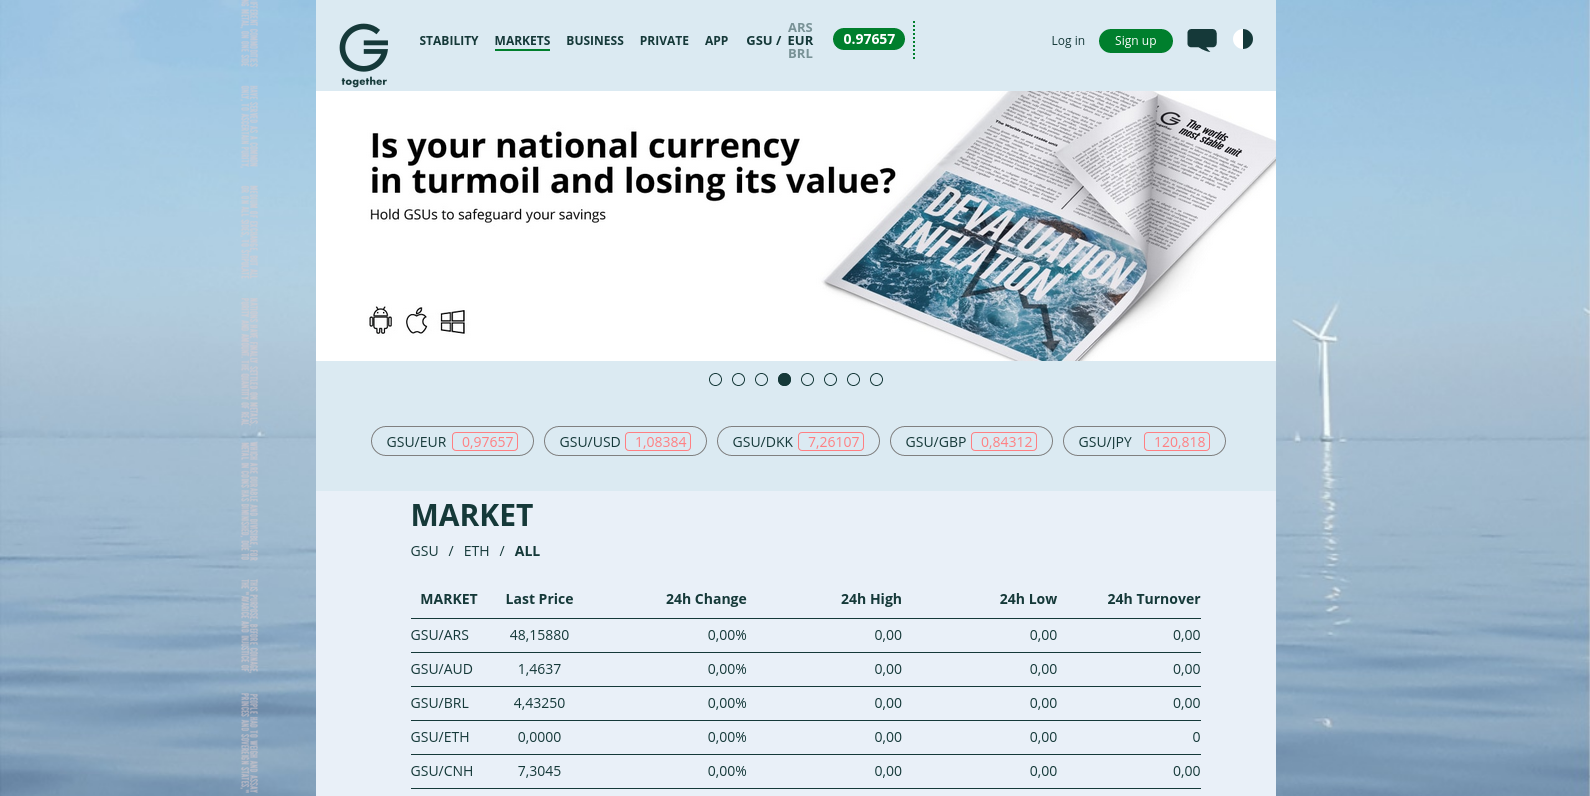 together
STABILITY MARKETS BUSINESS PRIVATE APP GSU / ARS EUR BRL 0.97657
Log in Sign up
Is your national currency
in turmoil and losing its value?
Hold GSUs to safeguard your savings
The worlds
most stable unit
The Worlds most stable unit
DEVALUATION
INFLATION
GSU/EUR 0,97657 GSU/USD 1,08384 GSU/DKK 7,26107 GSU/GBP 0,84312 GSU/JPY 120,818
MARKET
GSU / ETH / ALL
MARKET Last Price 24h Change 24h High 24h Low 24h Turnover
GSU/ARS 48,15880 0,00% 0,00 0,00 0,00
GSU/AUD 1,4637 0,00% 0,00 0,00 0,00
GSU/BRL 4,43250 0,00% 0,00 0,00 0,00
GSU/ETH 0,0000 0,00% 0,00 0,00 0
GSU/CNH 7,3045 0,00% 0,00 0,00 0,00